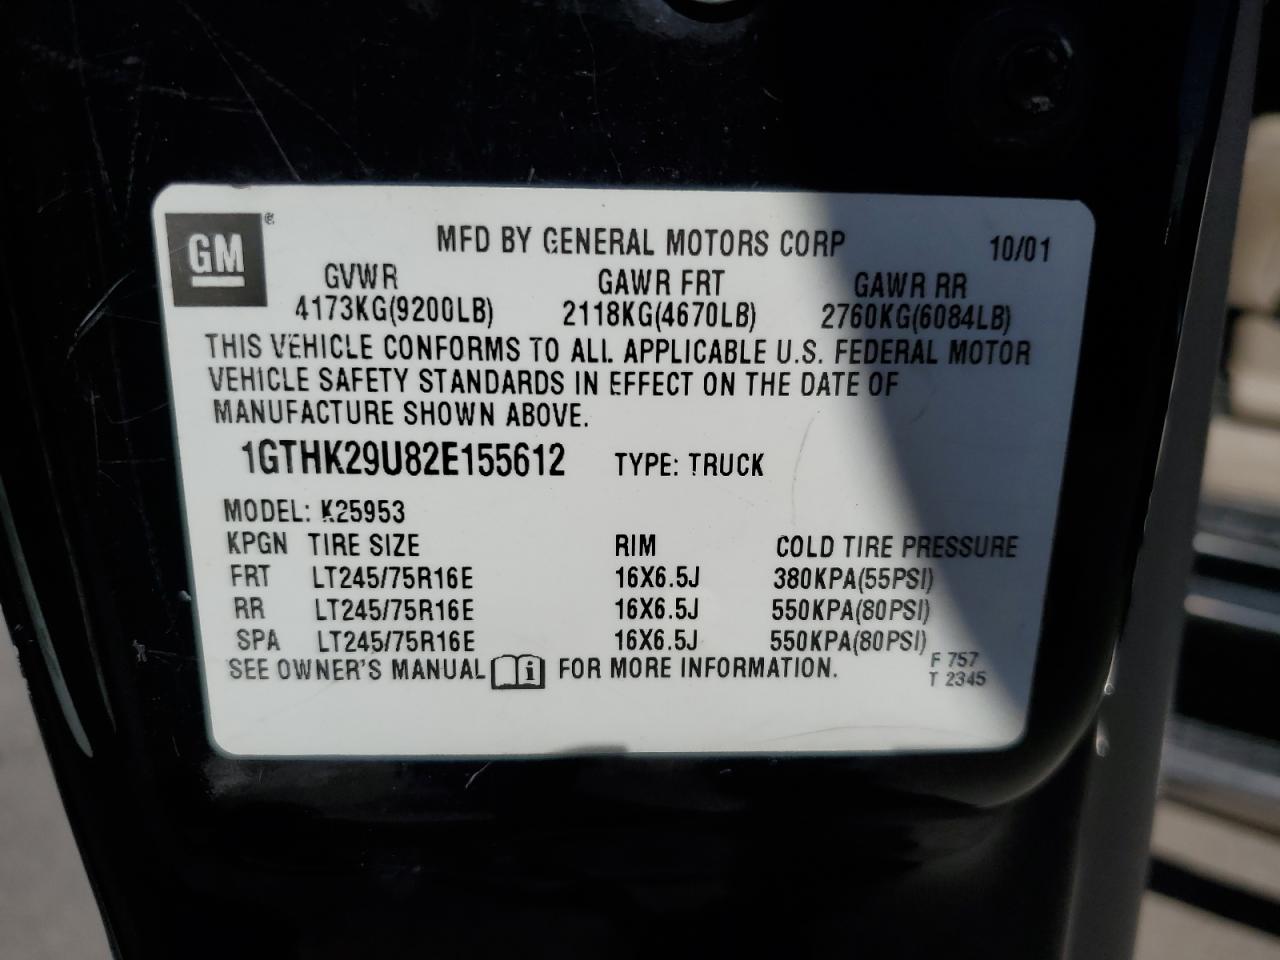 GM ®
MFD BY GENERAL MOTORS CORP 10/01
GVWR GAWR FRT GAWR RR
4173KG(9200LB) 2118KG(4670LB) 2760KG(6084LB)
THIS VEHICLE CONFORMS TO ALL APPLICABLE U.S. FEDERAL MOTOR
VEHICLE SAFETY STANDARDS IN EFFECT ON THE DATE OF
MANUFACTURE SHOWN ABOVE.
1GTHK29U82E155612 TYPE: TRUCK
MODEL: K25953
KPGN TIRE SIZE RIM COLD TIRE PRESSURE
FRT LT245/75R16E 16X6.5J 380KPA(55PSI)
RR LT245/75R16E 16X6.5J 550KPA(80PSI)
SPA LT245/75R16E 16X6.5J 550KPA(80PSI)
SEE OWNER'S MANUAL i FOR MORE INFORMATION. F 757
T 2345